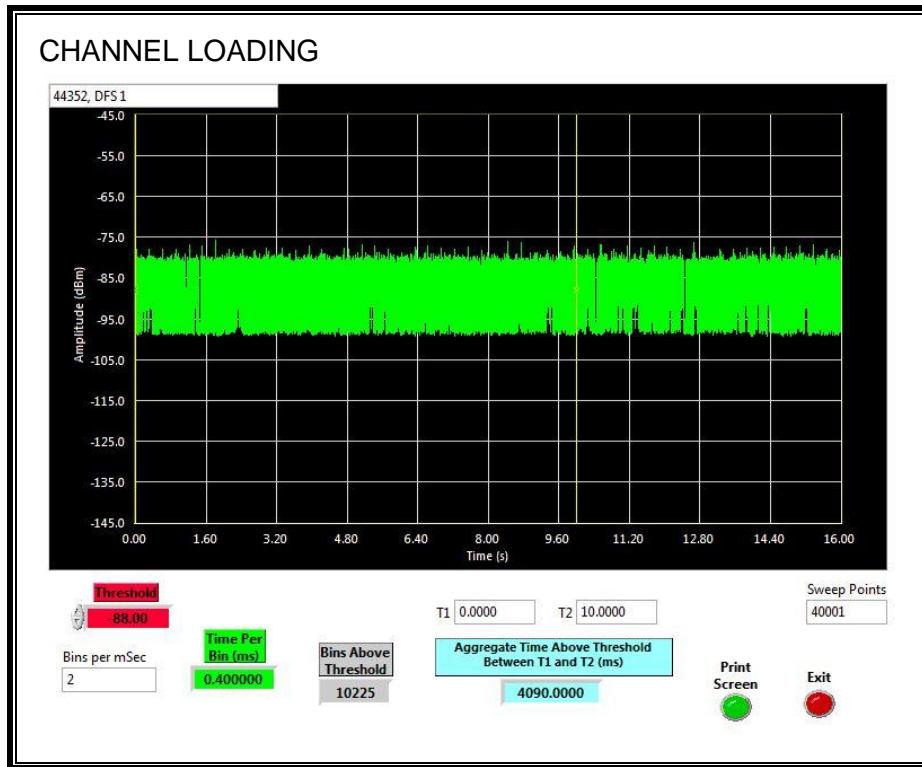 CHANNEL LOADING
44352, DFS 1
-45.0
-55.0
-65.0
-75.0
-85.0
-95.0
-105.0
-115.0
-125.0
-135.0
-145.0
Amplitude (dBm)
0.00 1.60 3.20 4.80 6.40 8.00 9.60 11.20 12.80 14.40 16.00
Time (s)
Threshold
-88.00
T1 0.0000 T2 10.0000
Sweep Points
40001
Bins per mSec
2
Time Per
Bin (ms)
0.400000
Bins Above
Threshold
10225
Aggregate Time Above Threshold
Between T1 and T2 (ms)
4090.0000
Print
Screen
Exit